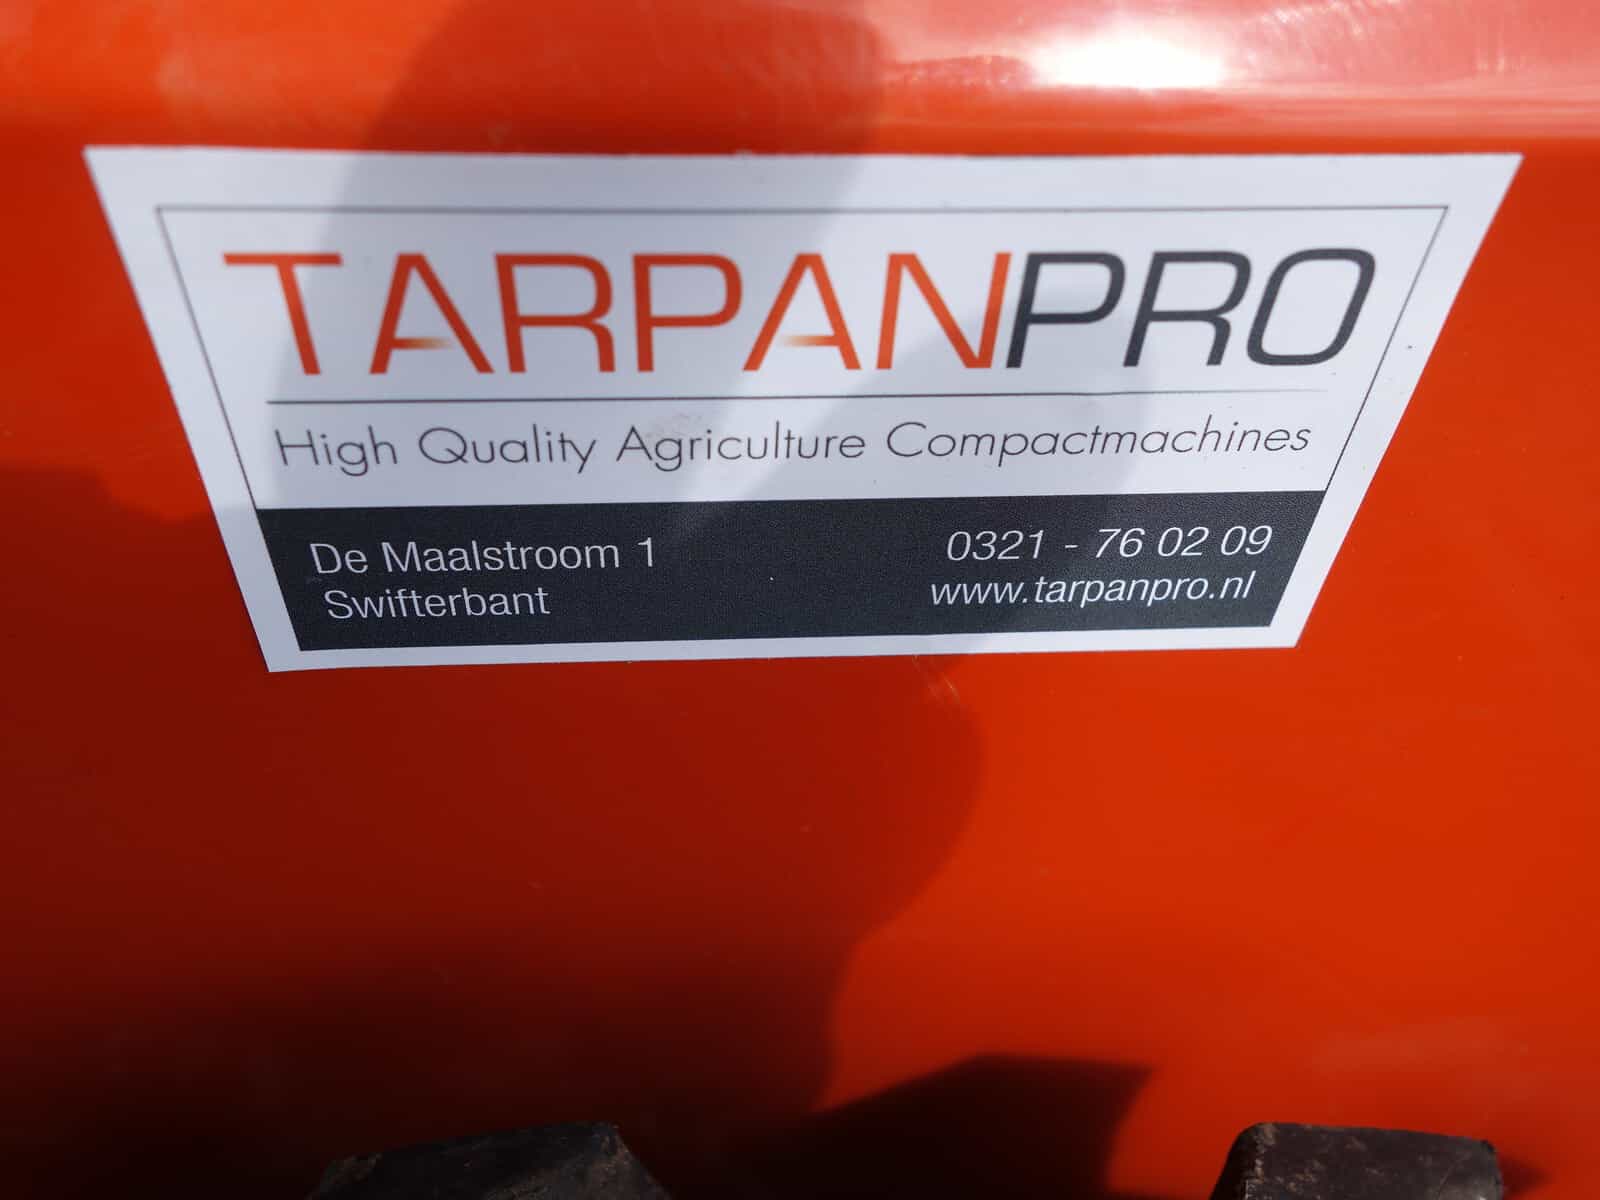 TARPANPRO
High Quality Agriculture Compactmachines
De Maalstroom 1
Swifterbant
0321 - 76 02 09
www.tarpanpro.nl